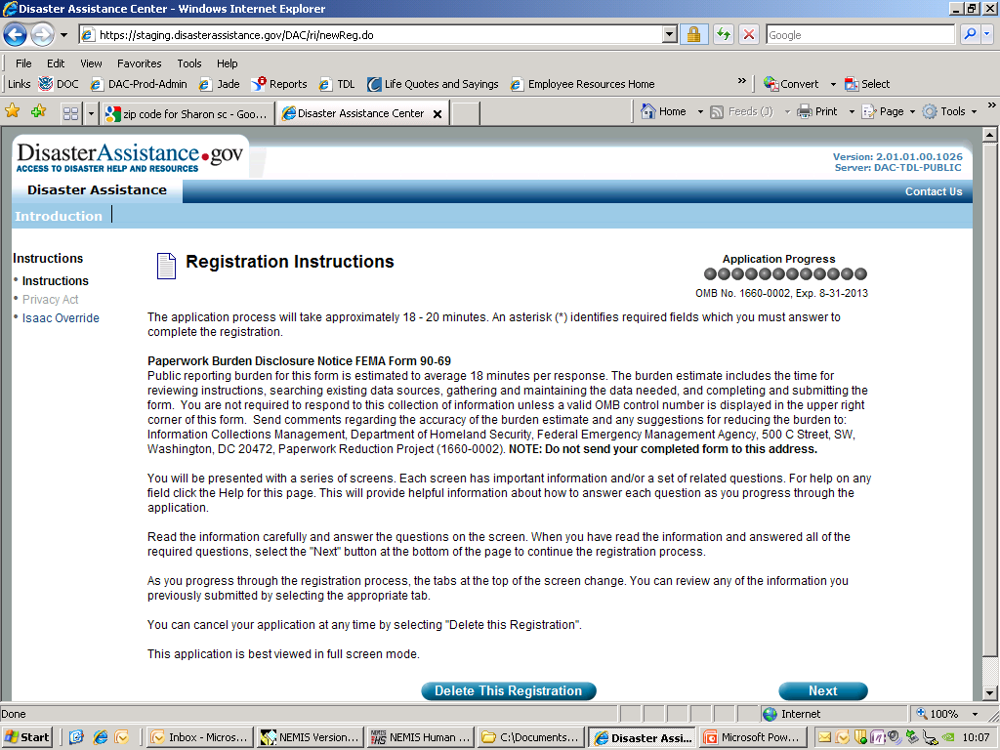 Disaster Assistance Center - Windows Internet Explorer
https://staging.disasterassistance.gov/DAC/ri/newReg.do
Google
File Edit View Favorites Tools Help
Links DOC DAC-Prod-Admin Jade Reports TDL Life Quotes and Sayings Employee Resources Home » Convert Select
zip sc for Sharon sc - Goo... Disaster Assistance Center Home Feeds (J) Print Page Tools »
DisasterAssistance.gov
ACCESS TO DISASTER HELP AND RESOURCES
Version: 2.01.01.00.1026
Server: DAC-TDL-PUBLIC
Disaster Assistance
Contact Us
Introduction
Instructions
• Instructions
• Privacy Act
• Isaac Override
Registration Instructions
Application Progress
OMB No. 1660-0002, Exp. 8-31-2013
The application process will take approximately 18 - 20 minutes. An asterisk (*) identifies required fields which you must answer to
complete the registration.
Paperwork Burden Disclosure Notice FEMA Form 90-69
Public reporting burden for this form is estimated to average 18 minutes per response. The burden estimate includes the time for
reviewing instructions, searching existing data sources, gathering and maintaining the data needed, and completing and submitting the
form. You are not required to respond to this collection of information unless a valid OMB control number is displayed in the upper right
corner of this form. Send comments regarding the accuracy of the burden estimate and any suggestions for reducing the burden to:
Information Collections Management, Department of Homeland Security, Federal Emergency Management Agency, 500 C Street, SW,
Washington, DC 20472, Paperwork Reduction Project (1660-0002). NOTE: Do not send your completed form to this address.
You will be presented with a series of screens. Each screen has important information and/or a set of related questions. For help on any
field click the Help for this page. This will provide helpful information about how to answer each question as you progress through the
application.
Read the information carefully and answer the questions on the screen. When you have read the information and answered all of the
required questions, select the "Next" button at the bottom of the page to continue the registration process.
As you progress through the registration process, the tabs at the top of the screen change. You can review any of the information you
previously submitted by selecting the appropriate tab.
You can cancel your application at any time by selecting "Delete this Registration".
This application is best viewed in full screen mode.
Delete This Registration
Next
Done Internet 100%
Start Inbox - Micros... NEMIS Version... NEMIS Human ... C:\Documents... Disaster Assi... Microsoft Pow... 10:07